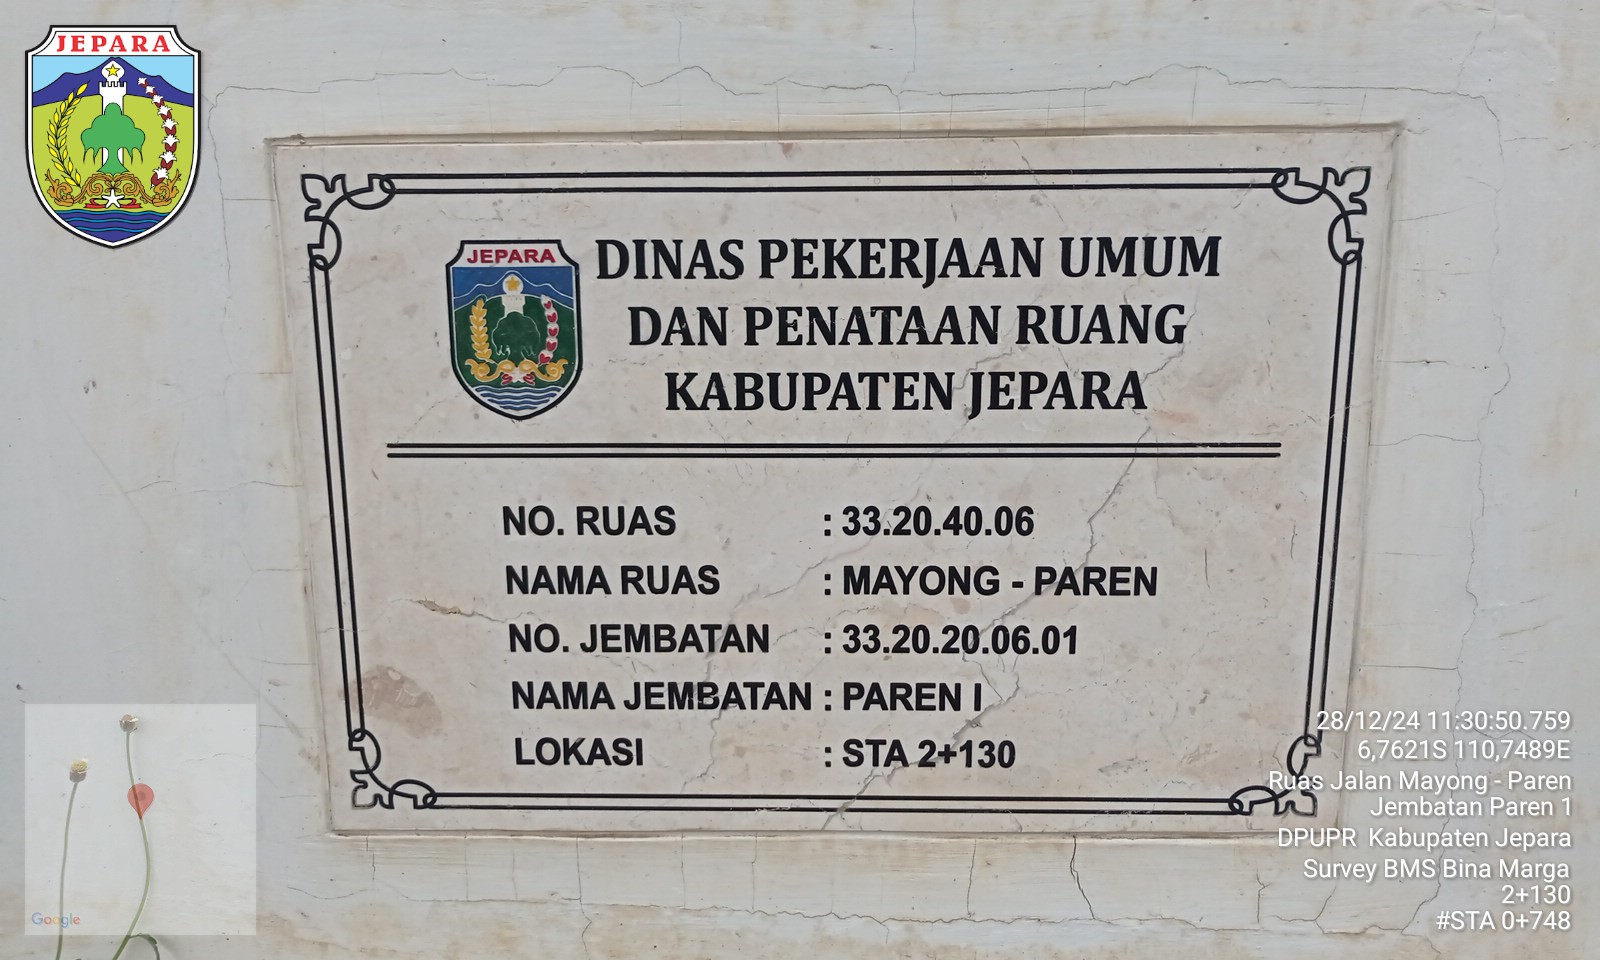 JEPARA
JEPARA
DINAS PEKERJAAN UMUM
DAN PENATAAN RUANG
KABUPATEN JEPARA
NO. RUAS : 33.20.40.06
NAMA RUAS : MAYONG - PAREN
NO. JEMBATAN : 33.20.20.06.01
NAMA JEMBATAN : PAREN I
LOKASI : STA 2+130
28/12/24 11:30:50.759
6,7621S 110,7489E
Ruas Jalan Mayong - Paren
Jembatan Paren 1
DPUPR Kabupaten Jepara
Survey BMS Bina Marga
2+130
#STA 0+748
Google